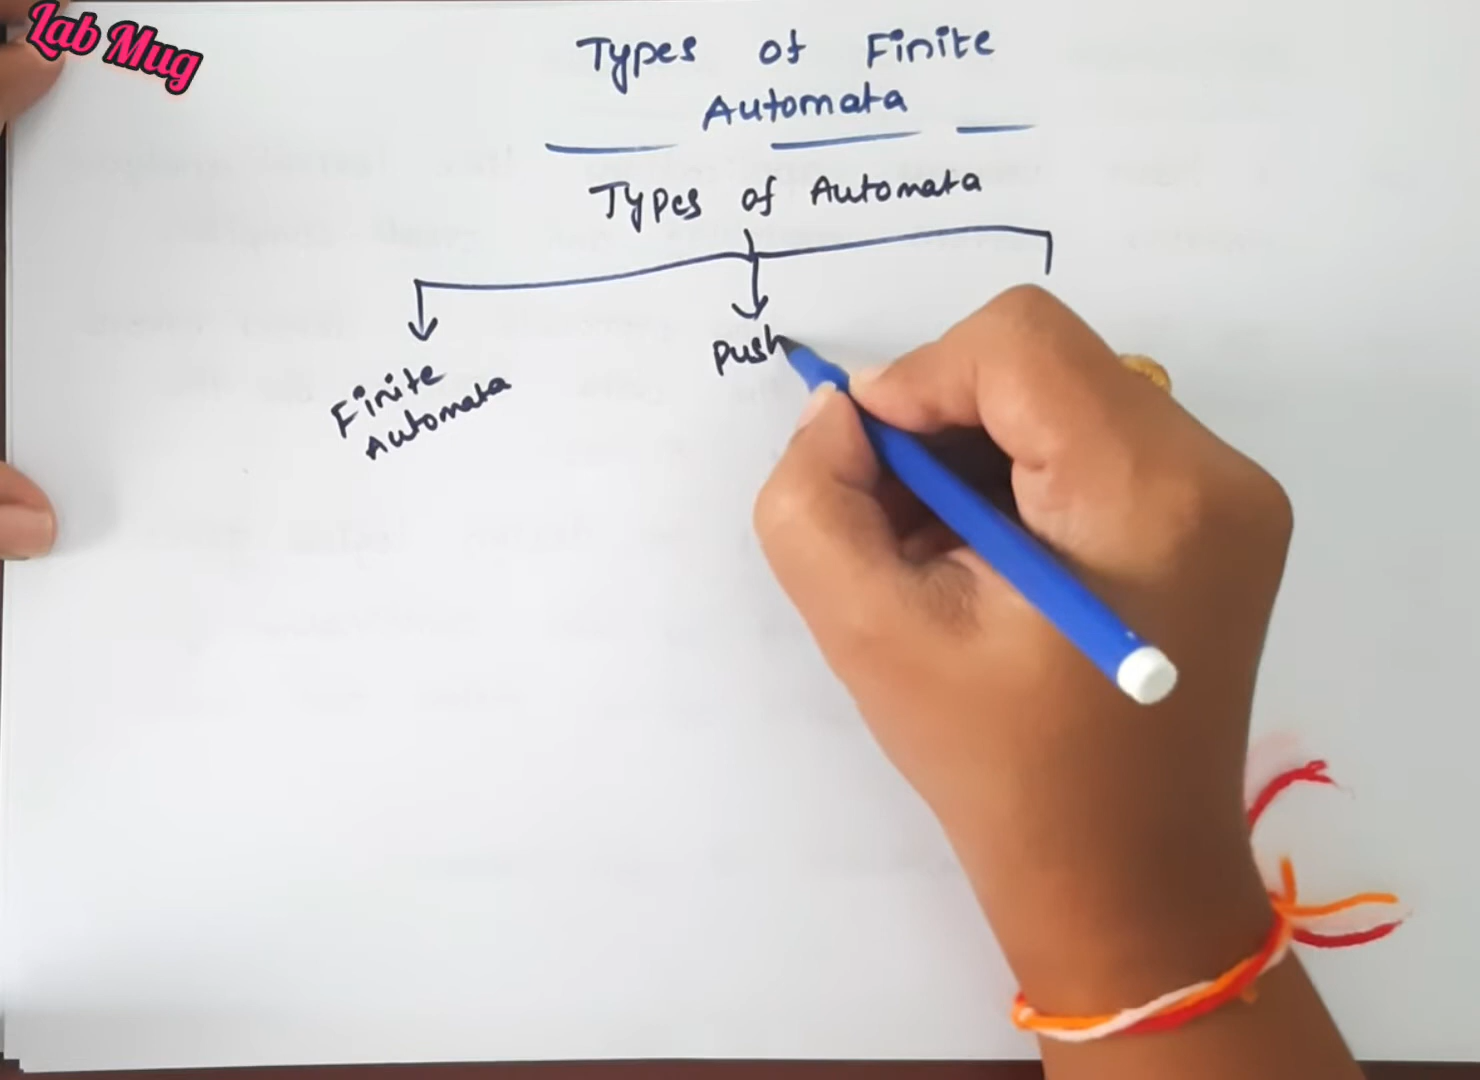 Lab Mug
Types of Finite
Automata
Types of Automata
Finite
Automata
Push